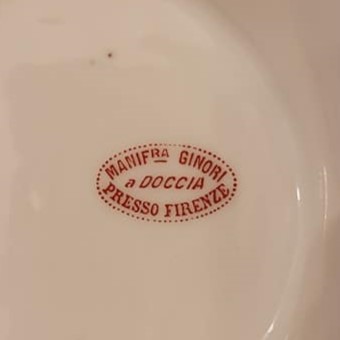 MANIFRA GINORI
a DOCCIA
PRESSO FIRENZE